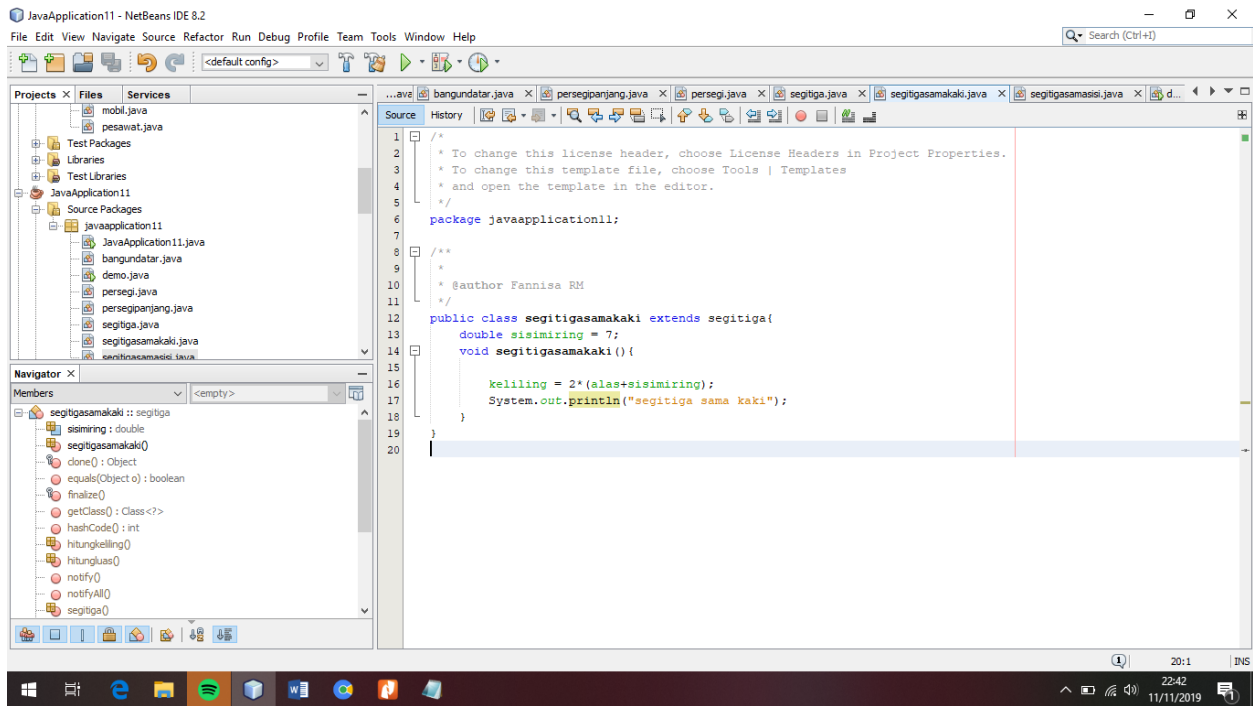 JavaApplication11 - NetBeans IDE 8.2
File Edit View Navigate Source Refactor Run Debug Profile Team Tools Window Help
Search (Ctrl+I)
<default config>
Projects Files Services
mobil.java
pesawat.java
Test Packages
Libraries
Test Libraries
JavaApplication11
Source Packages
javaapplication11
JavaApplication11.java
bangundatar.java
demo.java
persegi.java
persegipanjang.java
segitiga.java
segitigasamakaki.java
segitigasamasisi.java
Navigator
Members <empty>
segitigasamakaki :: segitiga
sisimiring : double
segitigasamakaki()
clone() : Object
equals(Object o) : boolean
finalize()
getClass() : Class<?>
hashCode() : int
hitungkeliling()
hitungluas()
notify()
notifyAll()
segitiga()
...ava bangundatar.java persegipanjang.java persegi.java segitiga.java segitigasamakaki.java segitigasamasisi.java d...
Source History
1 /*
2 * To change this license header, choose License Headers in Project Properties.
3 * To change this template file, choose Tools | Templates
4 * and open the template in the editor.
5 */
6 package javaapplication11;
7
8 /**
9 *
10 * @author Fannisa RM
11 */
12 public class segitigasamakaki extends segitiga{
13 double sisimiring = 7;
14 void segitigasamakaki(){
15
16 keliling = 2*(alas+sisimiring);
17 System.out.println("segitiga sama kaki");
18 }
19 }
20
1 20:1 INS
22:42
11/11/2019